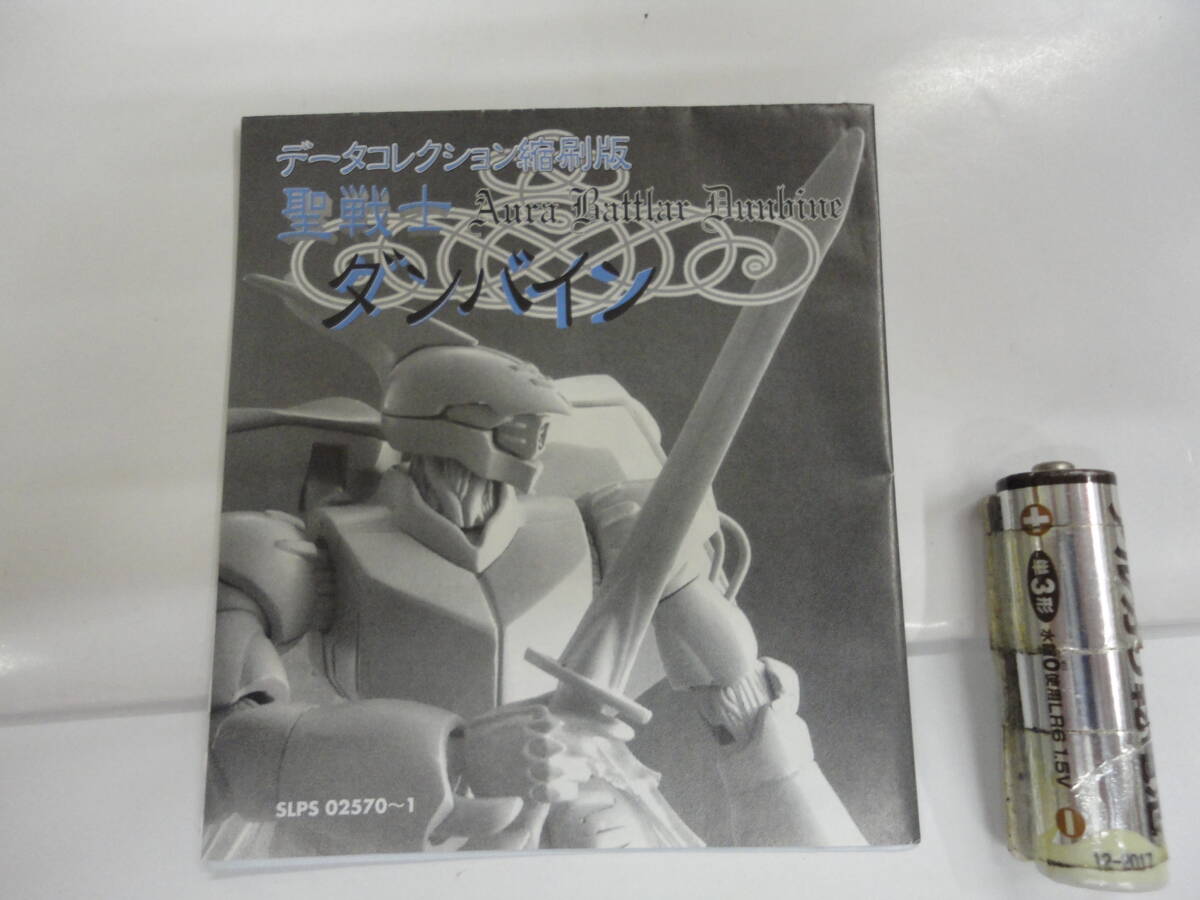 データコレクション縮刷版
聖戦士 Aura Battlar Dunbine
ダンバイン
SLPS 02570～1
単3形
水銀0使用LR6 1.5V
12-2017